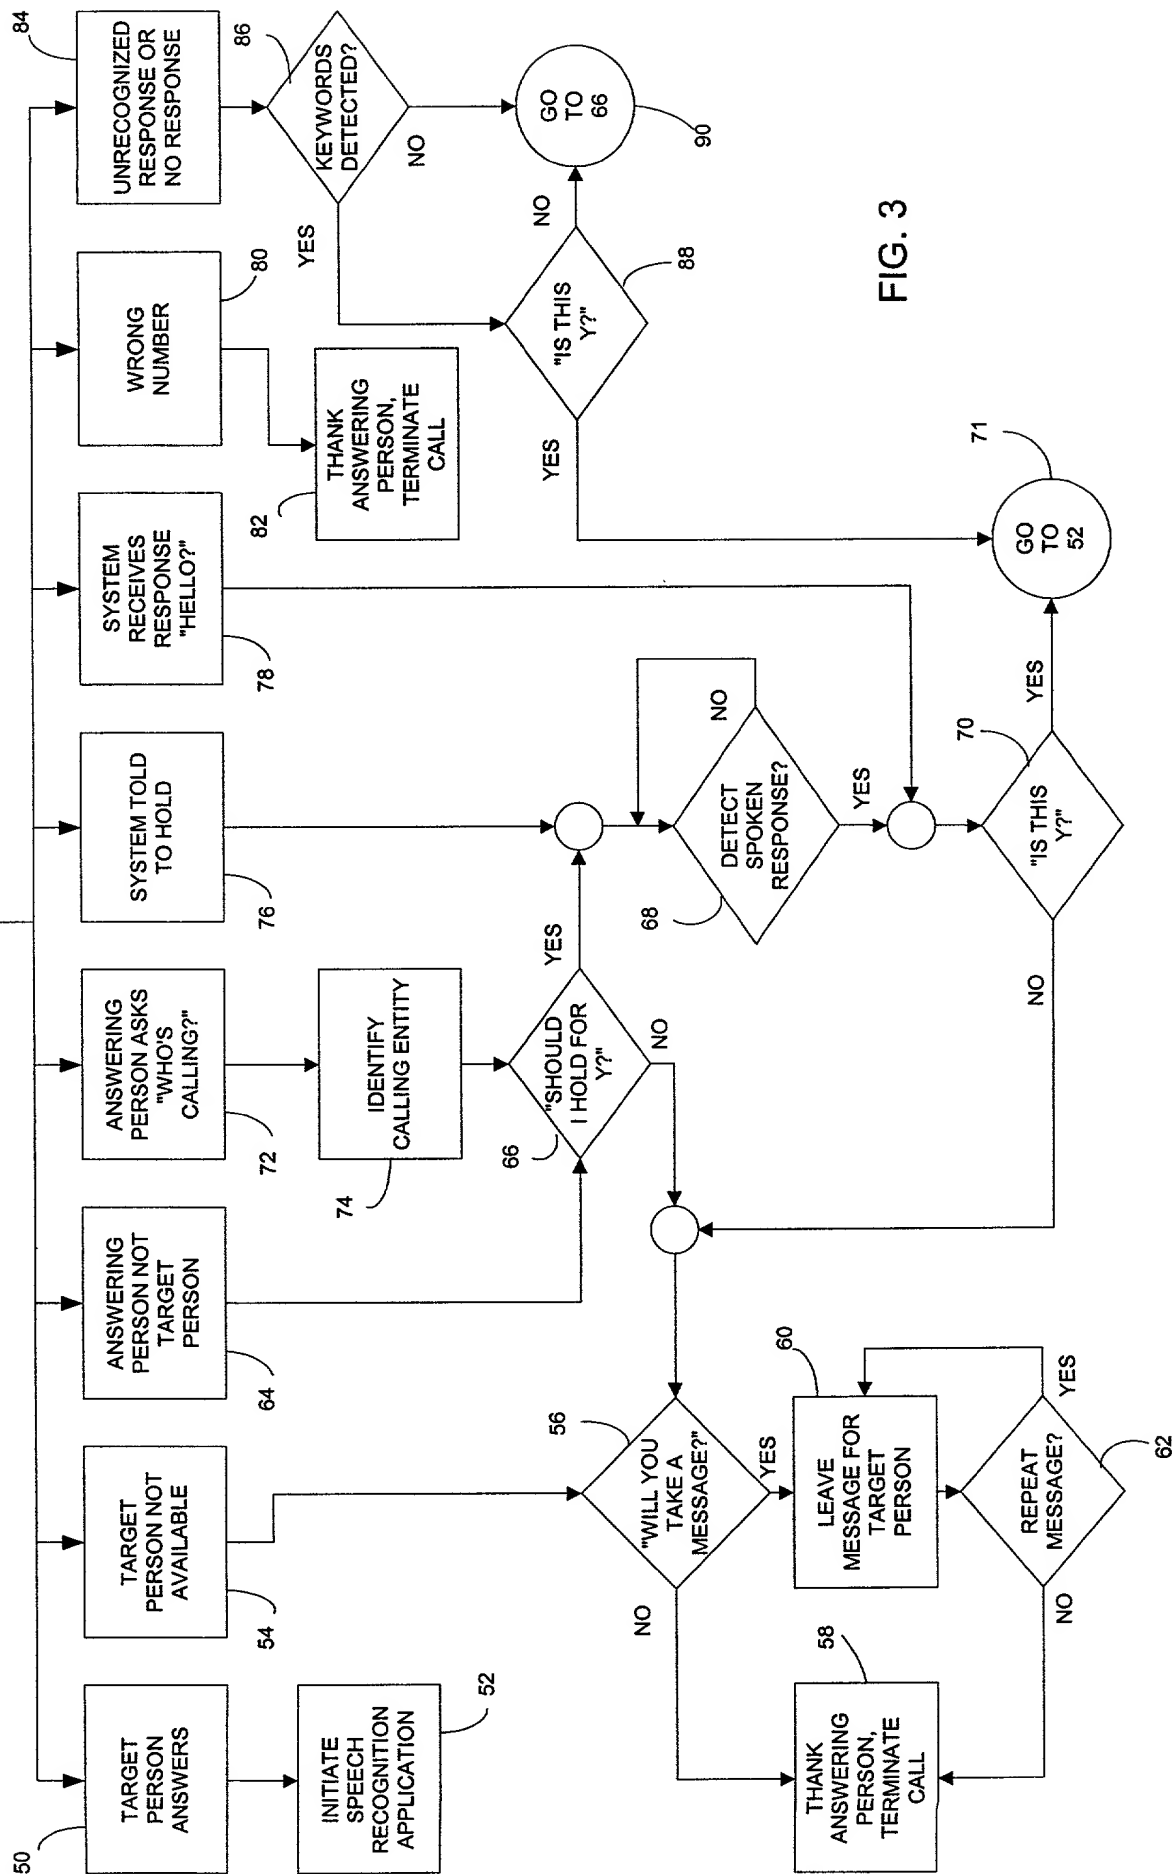 50
TARGET
PERSON
ANSWERS
INITIATE
SPEECH
RECOGNITION
APPLICATION
52
TARGET
PERSON NOT
AVAILABLE
54
ANSWERING
PERSON NOT
TARGET
PERSON
64
ANSWERING
PERSON ASKS
"WHO'S
CALLING?"
72
IDENTIFY
CALLING ENTITY
74
SYSTEM TOLD
TO HOLD
76
SYSTEM
RECEIVES
RESPONSE
"HELLO?"
78
WRONG
NUMBER
80
THANK
ANSWERING
PERSON,
TERMINATE
CALL
82
84
UNRECOGNIZED
RESPONSE OR
NO RESPONSE
86
KEYWORDS
DETECTED?
YES
NO
"IS THIS
Y?"
88
YES
NO
GO
TO
66
90
"SHOULD
I HOLD FOR
Y?"
66
YES
NO
DETECT
SPOKEN
RESPONSE?
68
NO
YES
"IS THIS
Y?"
70
YES
NO
GO
TO
52
71
56
"WILL YOU
TAKE A
MESSAGE?"
NO
YES
58
THANK
ANSWERING
PERSON,
TERMINATE
CALL
60
LEAVE
MESSAGE FOR
TARGET
PERSON
REPEAT
MESSAGE?
62
YES
NO
FIG. 3